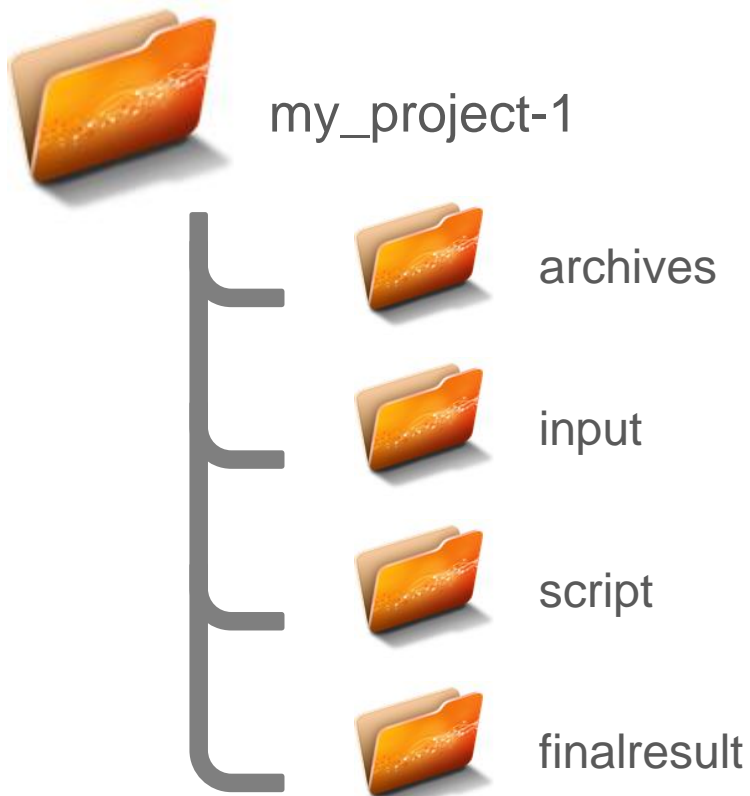 my_project-1
archives
input
script
finalresult